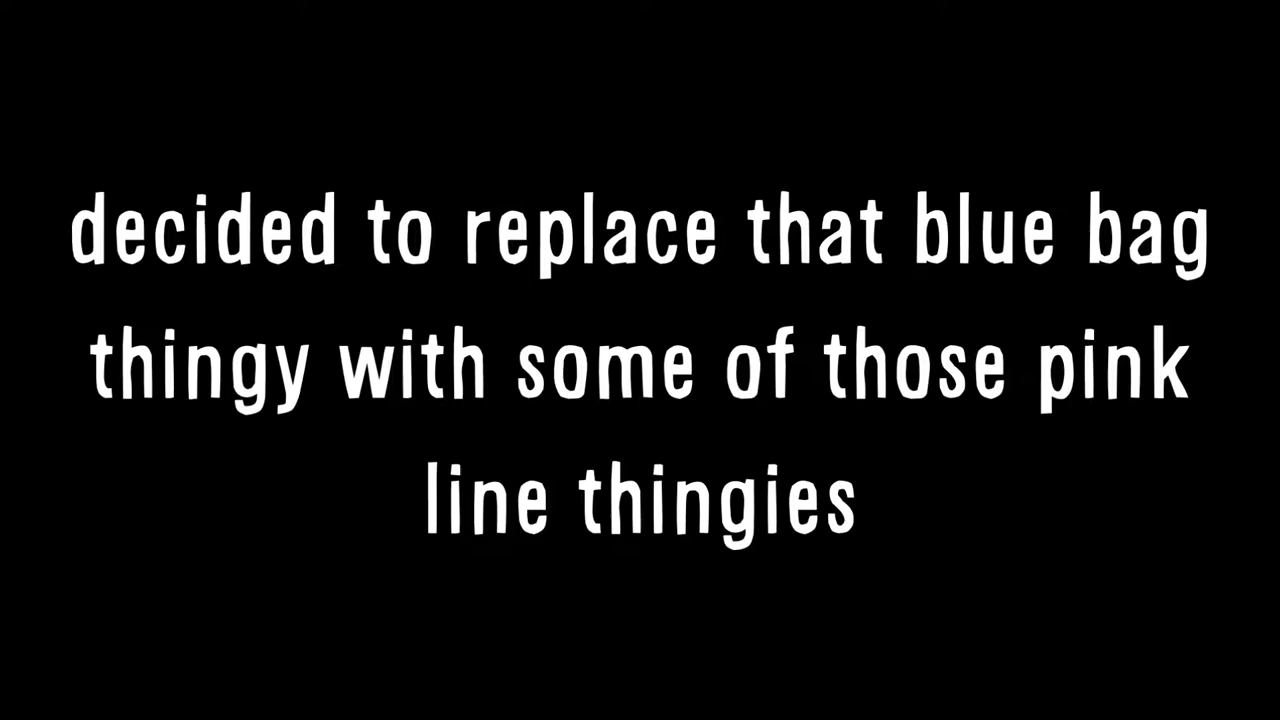 decided to replace that blue bag
thingy with some of those pink
line thingies